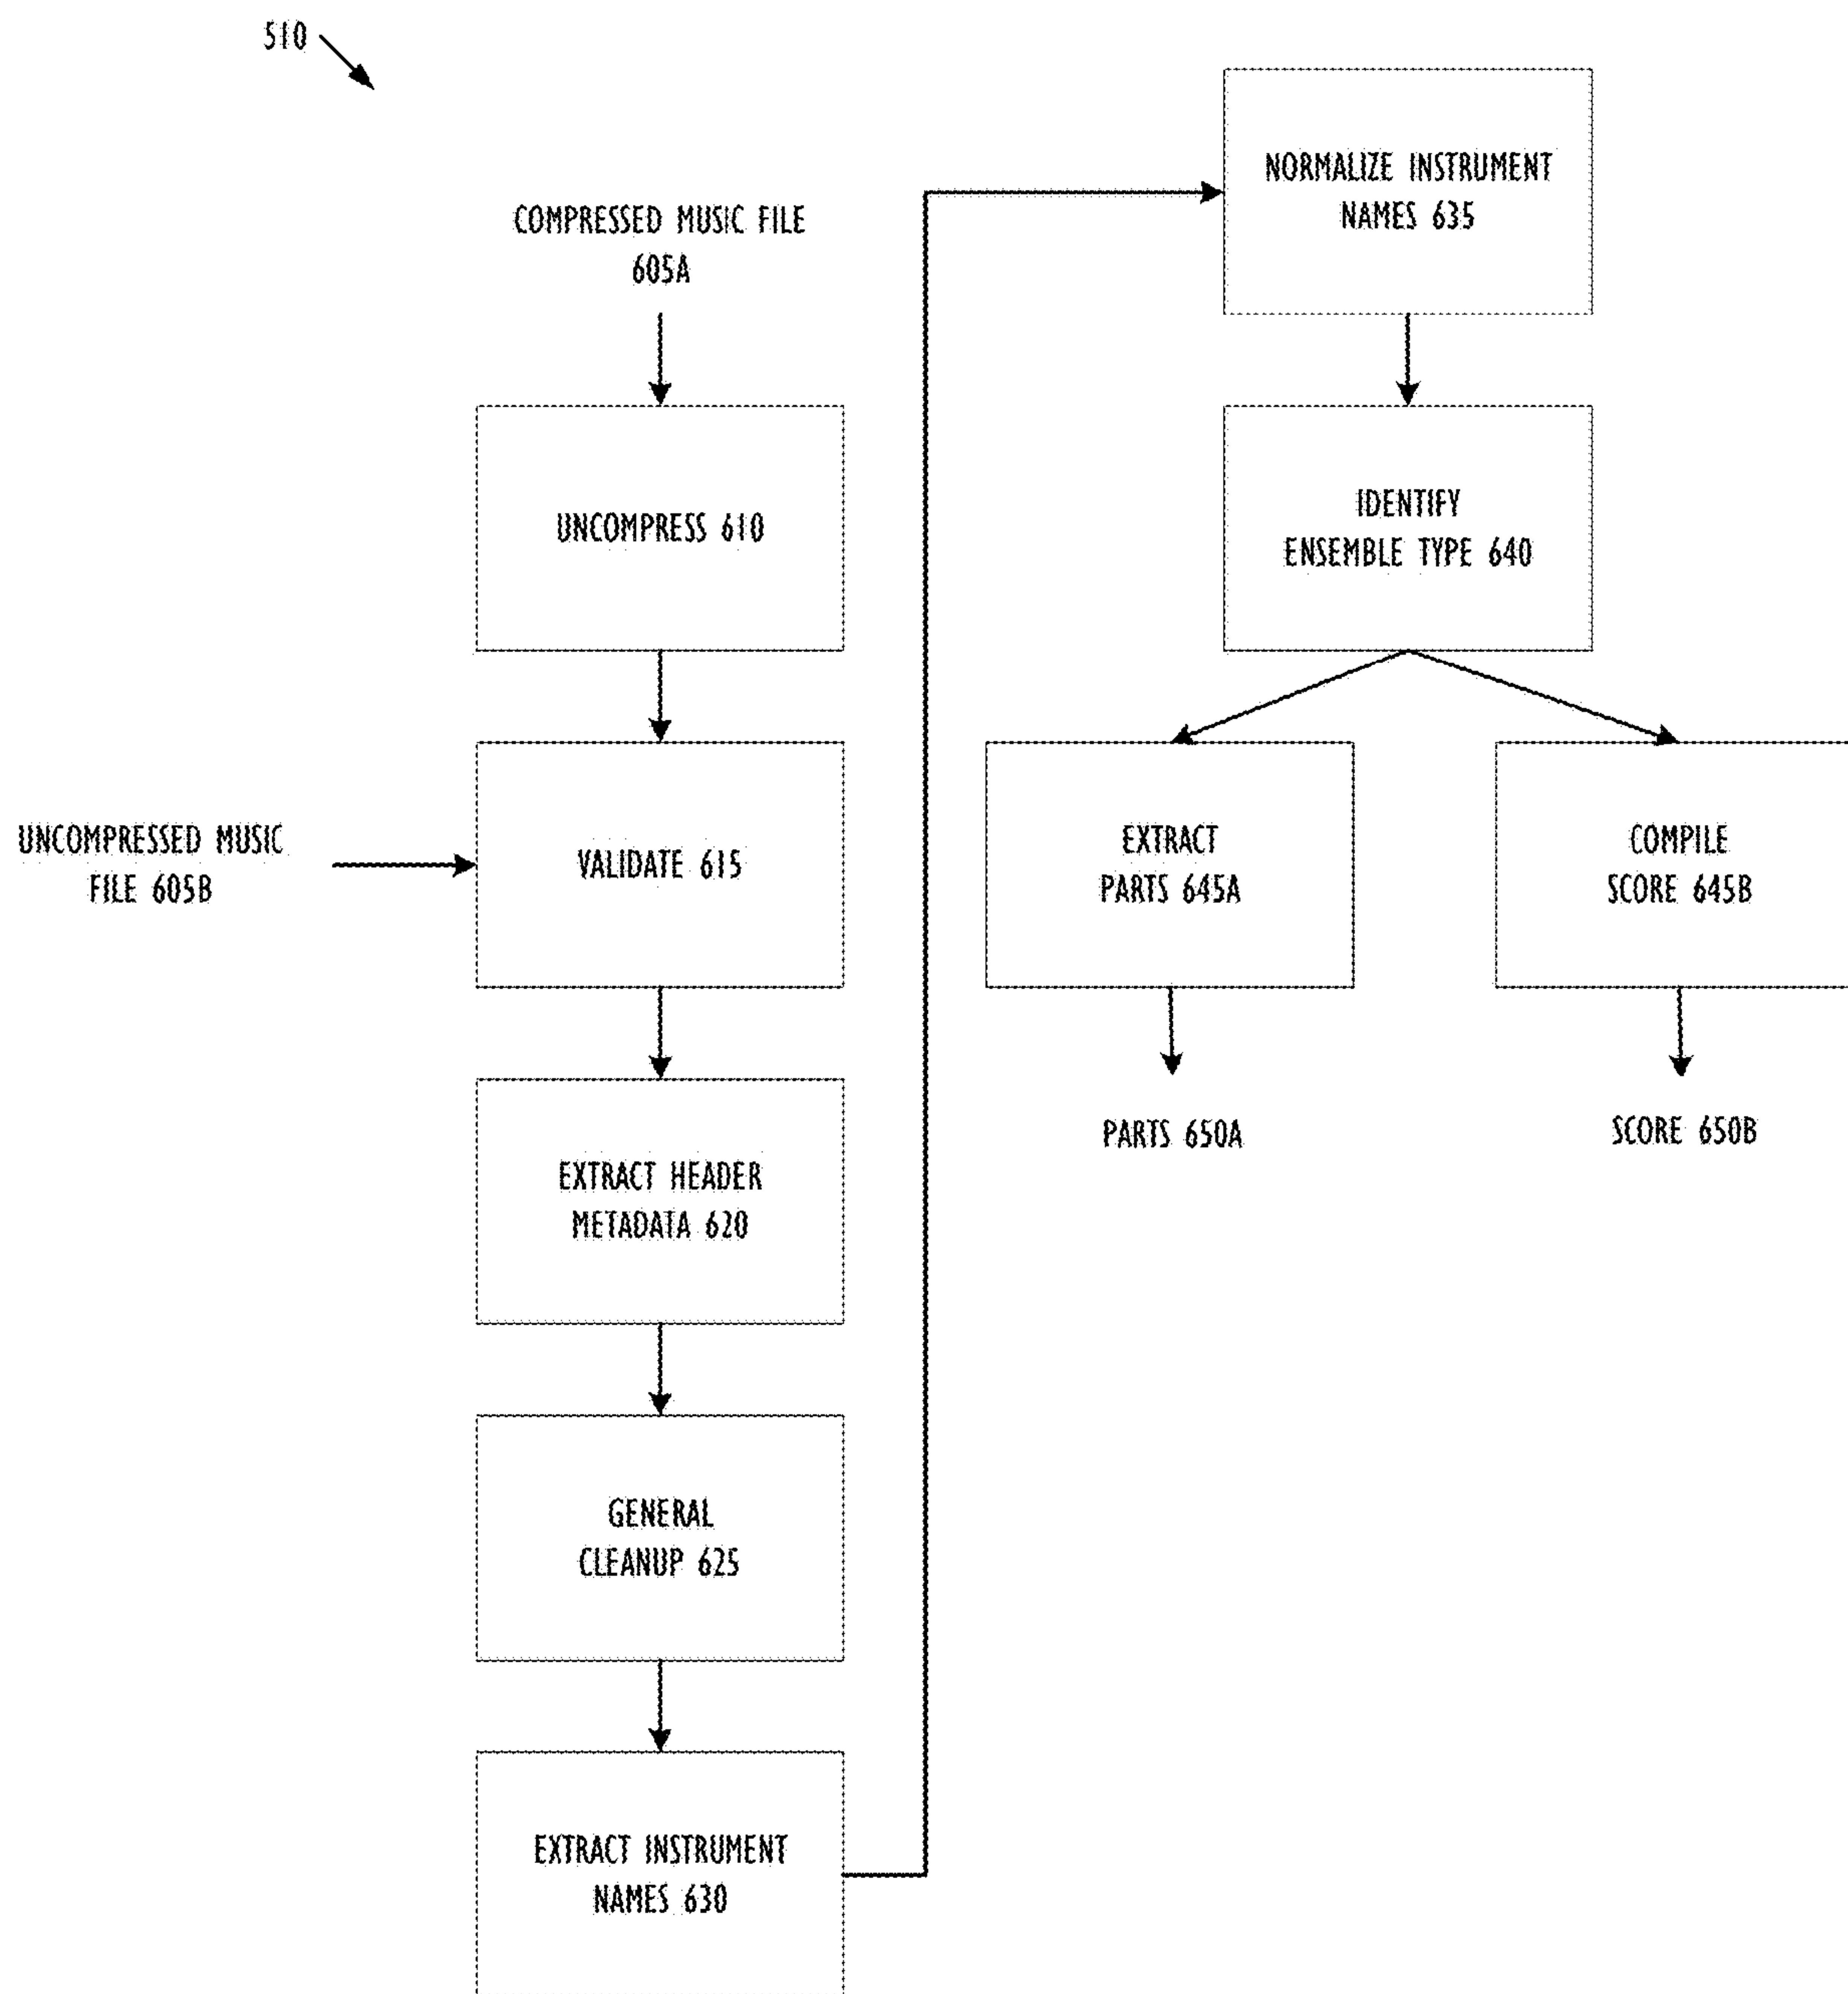 510
COMPRESSED MUSIC FILE
605A
UNCOMPRESS 610
UNCOMPRESSED MUSIC
FILE 605B
VALIDATE 615
EXTRACT HEADER
METADATA 620
GENERAL
CLEANUP 625
EXTRACT INSTRUMENT
NAMES 630
NORMALIZE INSTRUMENT
NAMES 635
IDENTIFY
ENSEMBLE TYPE 640
EXTRACT
PARTS 645A
COMPILE
SCORE 645B
PARTS 650A
SCORE 650B